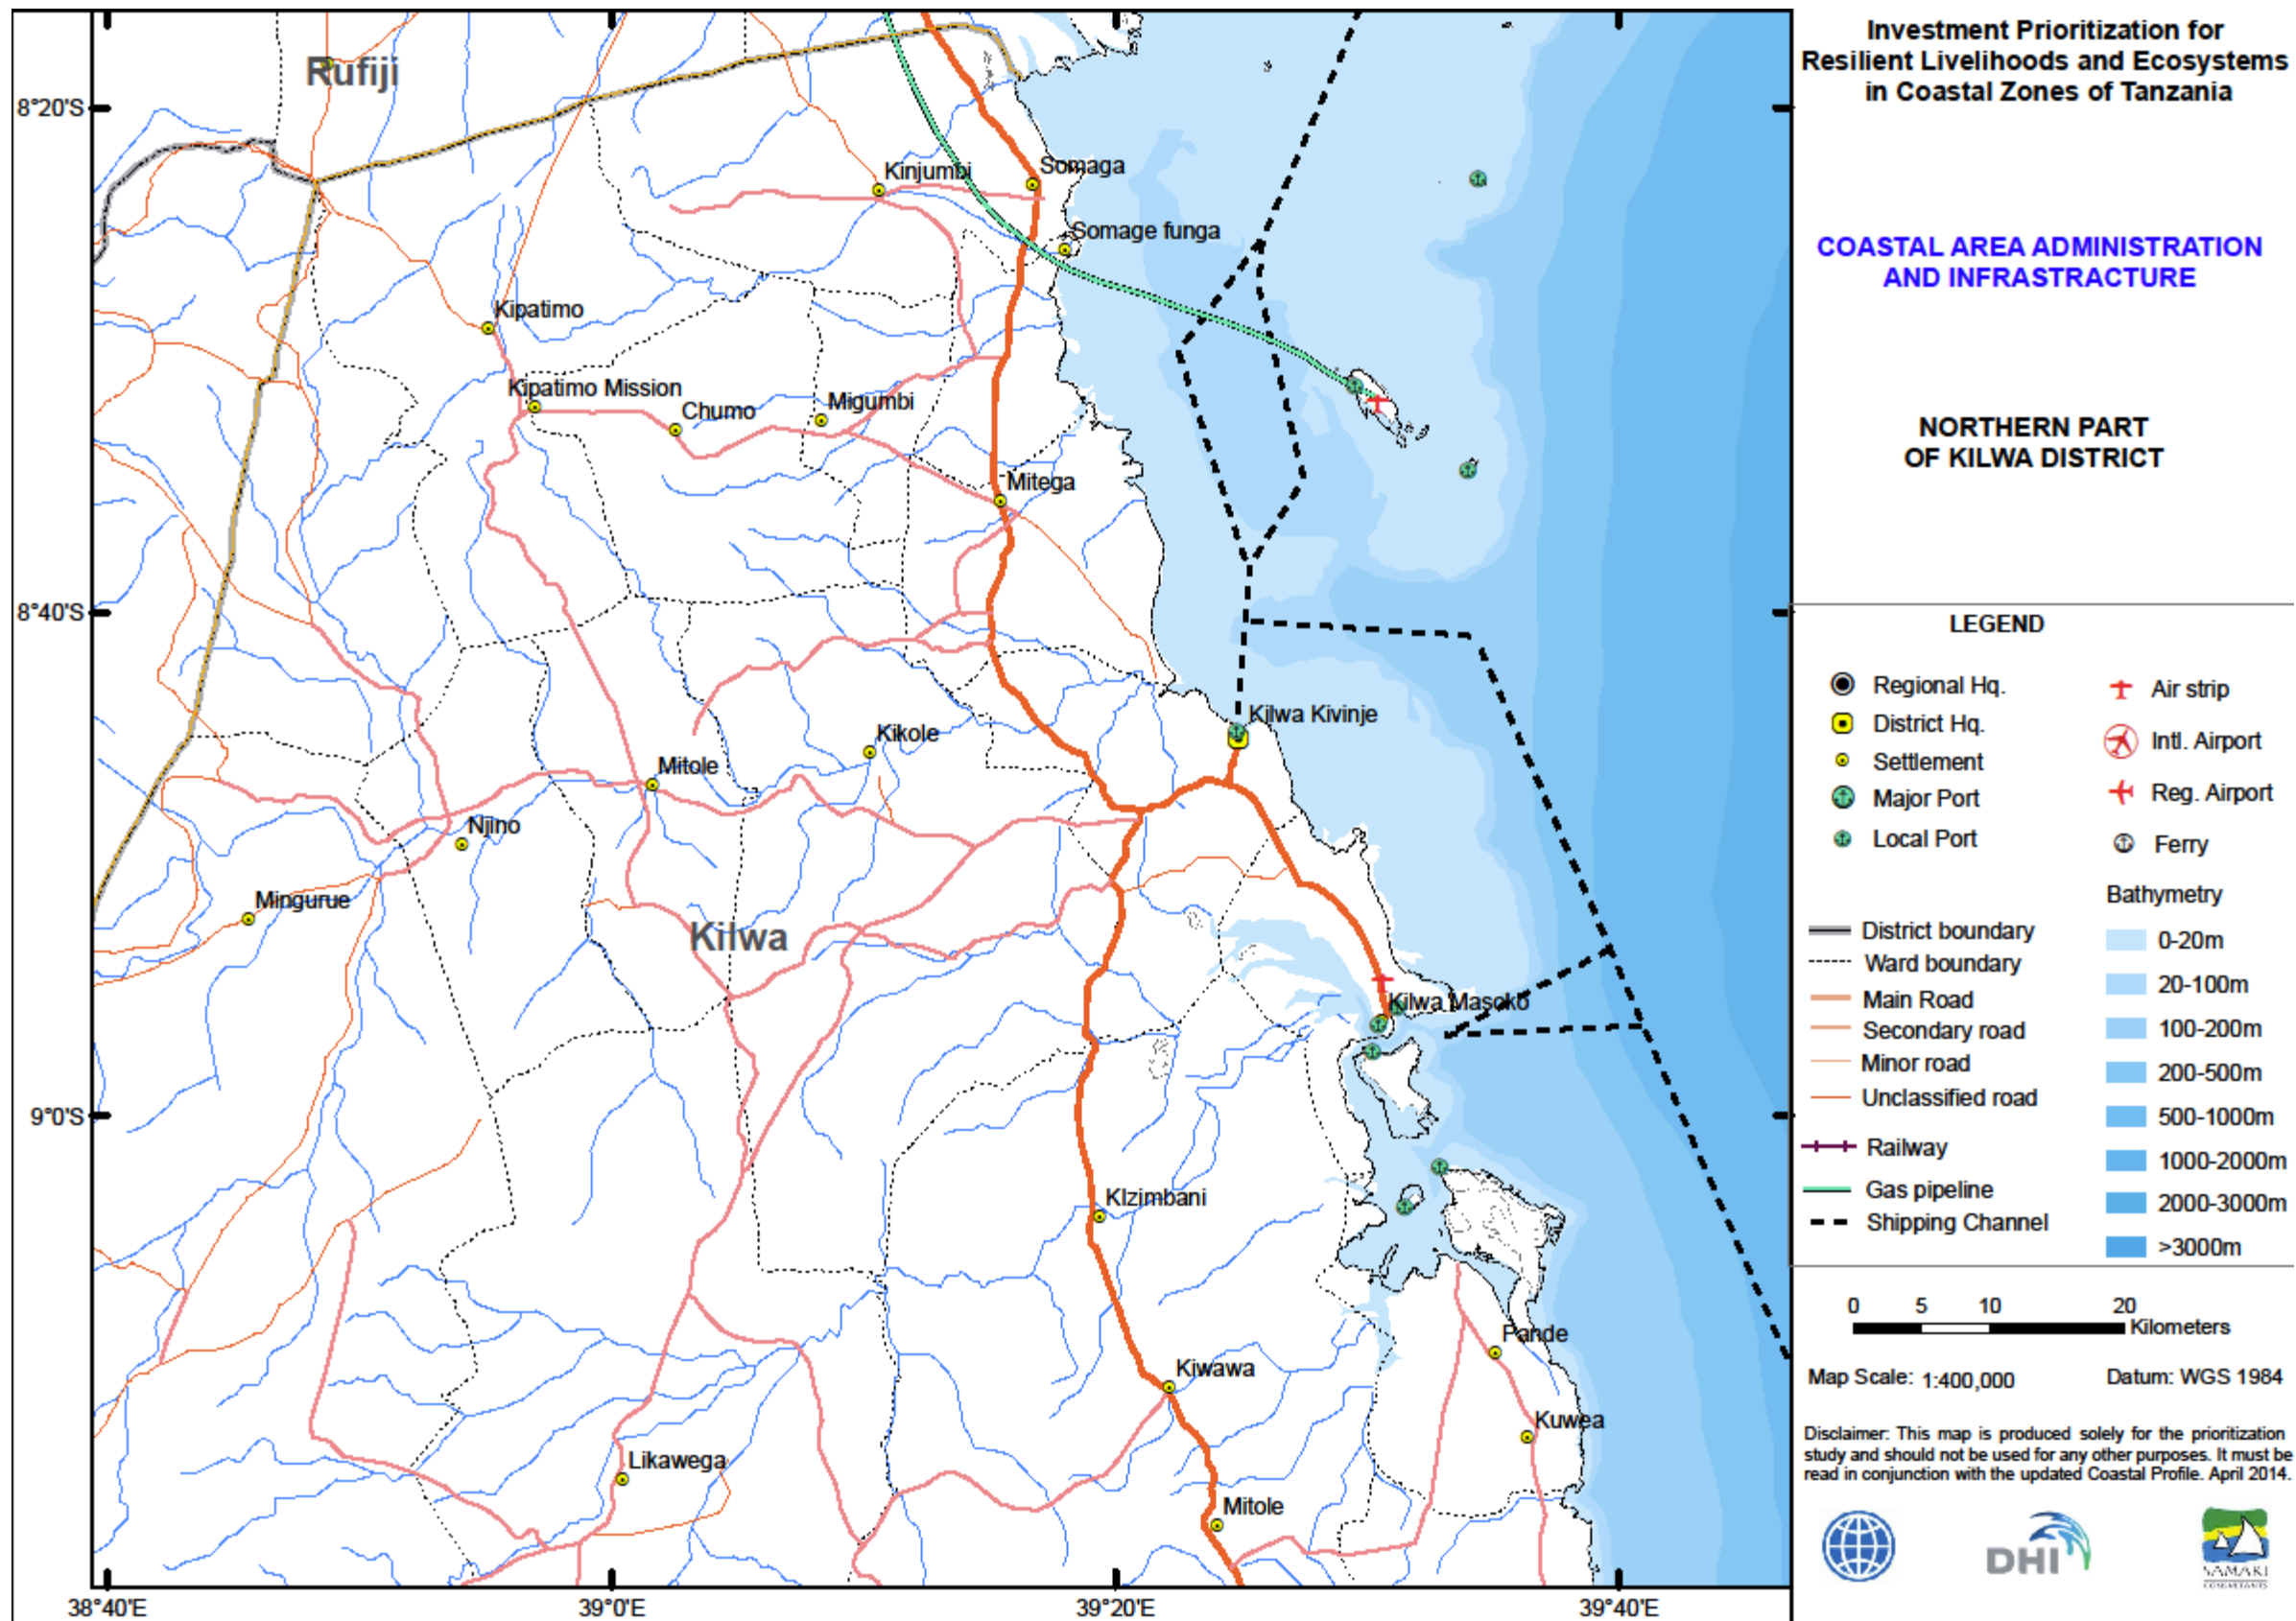 Investment Prioritization for
Resilient Livelihoods and Ecosystems
in Coastal Zones of Tanzania
COASTAL AREA ADMINISTRATION
AND INFRASTRACTURE
NORTHERN PART
OF KILWA DISTRICT
Rufiji
8°20'S
Kinjumbi
Somaga
Somage funga
Kipatimo
Kipatimo Mission
Chumo
Migumbi
Mitega
8°40'S
Kilwa Kivinje
Kikole
Mitole
Njino
Mingurue
Kilwa
Kilwa Masoko
9°0'S
KIzimbani
Pande
Kiwawa
Kuwea
Likawega
Mitole
38°40'E
39°0'E
39°20'E
39°40'E
LEGEND
Regional Hq.
District Hq.
Settlement
Major Port
Local Port
Air strip
Intl. Airport
Reg. Airport
Ferry
District boundary
Ward boundary
Main Road
Secondary road
Minor road
Unclassified road
Railway
Gas pipeline
Shipping Channel
Bathymetry
0-20m
20-100m
100-200m
200-500m
500-1000m
1000-2000m
2000-3000m
>3000m
0 5 10 20
Kilometers
Map Scale: 1:400,000 Datum: WGS 1984
Disclaimer: This map is produced solely for the prioritization
study and should not be used for any other purposes. It must be
read in conjunction with the updated Coastal Profile. April 2014.
DHI
SAMAKI
CONSULTANTS